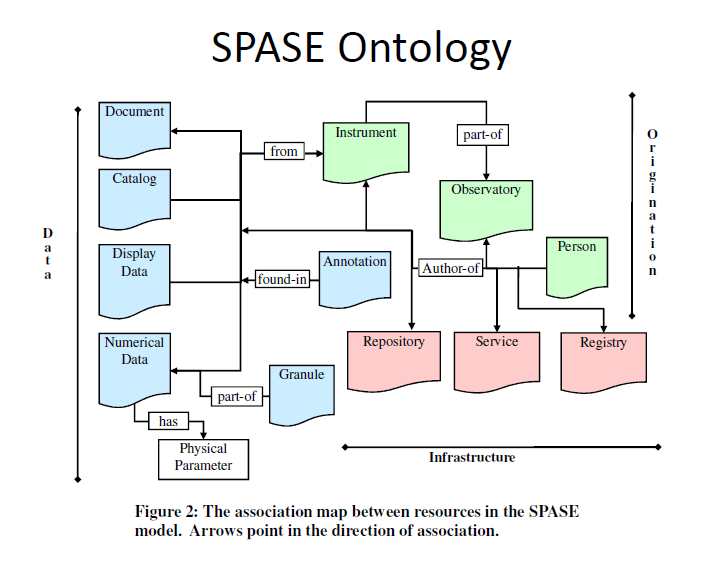 SPASE Ontology
Document
Catalog
Display
Data
Numerical
Data
Data
from
found-in
part-of
has
Physical
Parameter
Instrument
part-of
Observatory
Annotation
Author-of
Person
Granule
Repository
Service
Registry
Origination
Infrastructure
Figure 2: The association map between resources in the SPASE
model. Arrows point in the direction of association.